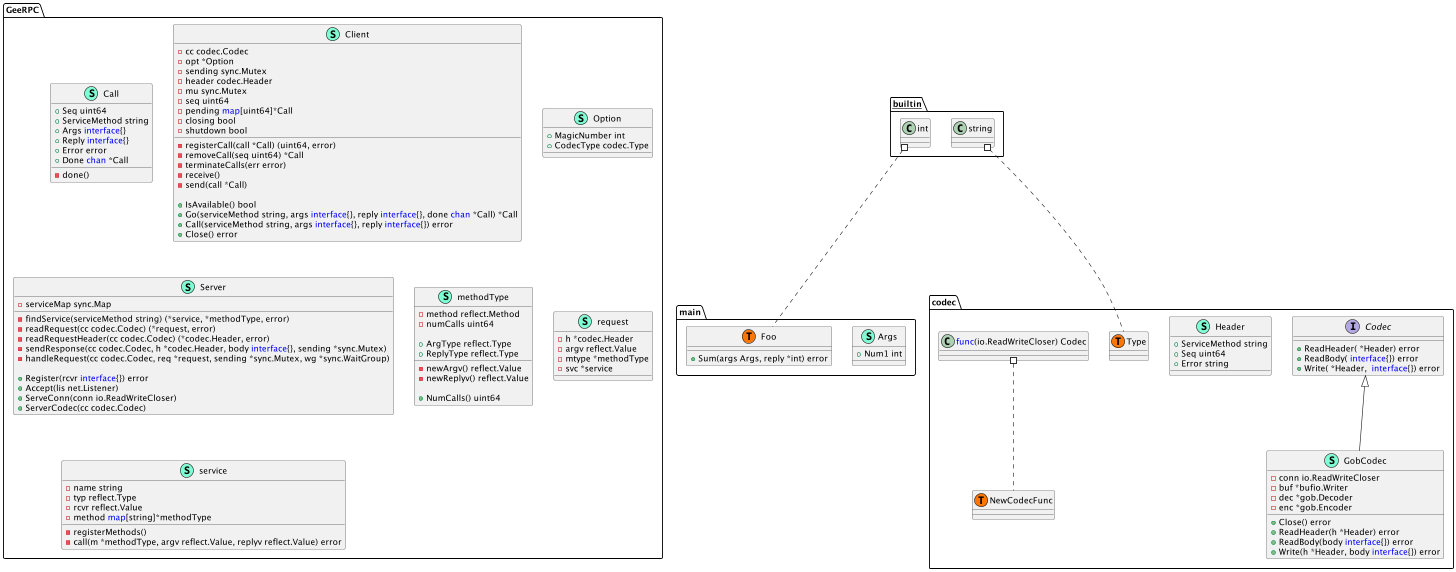 GeeRPC
S Call
Seq uint64
ServiceMethod string
Args interface{}
Reply interface{}
Error error
Done chan *Call
done()
S Client
cc codec.Codec
opt *Option
sending sync.Mutex
header codec.Header
mu sync.Mutex
seq uint64
pending map[uint64]*Call
closing bool
shutdown bool
registerCall(call *Call) (uint64, error)
removeCall(seq uint64) *Call
terminateCalls(err error)
receive()
send(call *Call)
IsAvailable() bool
Go(serviceMethod string, args interface{}, reply interface{}, done chan *Call) *Call
Call(serviceMethod string, args interface{}, reply interface{}) error
Close() error
S Option
MagicNumber int
CodecType codec.Type
S Server
serviceMap sync.Map
findService(serviceMethod string) (*service, *methodType, error)
readRequest(cc codec.Codec) (*request, error)
readRequestHeader(cc codec.Codec) (*codec.Header, error)
sendResponse(cc codec.Codec, h *codec.Header, body interface{}, sending *sync.Mutex)
handleRequest(cc codec.Codec, req *request, sending *sync.Mutex, wg *sync.WaitGroup)
Register(rcvr interface{}) error
Accept(lis net.Listener)
ServeConn(conn io.ReadWriteCloser)
ServerCodec(cc codec.Codec)
S methodType
method reflect.Method
numCalls uint64
ArgType reflect.Type
ReplyType reflect.Type
newArgv() reflect.Value
newReplyv() reflect.Value
NumCalls() uint64
S request
h *codec.Header
argv reflect.Value
mtype *methodType
svc *service
S service
name string
typ reflect.Type
rcvr reflect.Value
method map[string]*methodType
registerMethods()
call(m *methodType, argv reflect.Value, replyv reflect.Value) error
builtin
C int
C string
main
T Foo
Sum(args Args, reply *int) error
S Args
Num1 int
codec
C func(io.ReadWriteCloser) Codec
T Type
S Header
ServiceMethod string
Seq uint64
Error string
I Codec
ReadHeader( *Header) error
ReadBody( interface{}) error
Write( *Header,  interface{}) error
T NewCodecFunc
S GobCodec
conn io.ReadWriteCloser
buf *bufio.Writer
dec *gob.Decoder
enc *gob.Encoder
Close() error
ReadHeader(h *Header) error
ReadBody(body interface{}) error
Write(h *Header, body interface{}) error